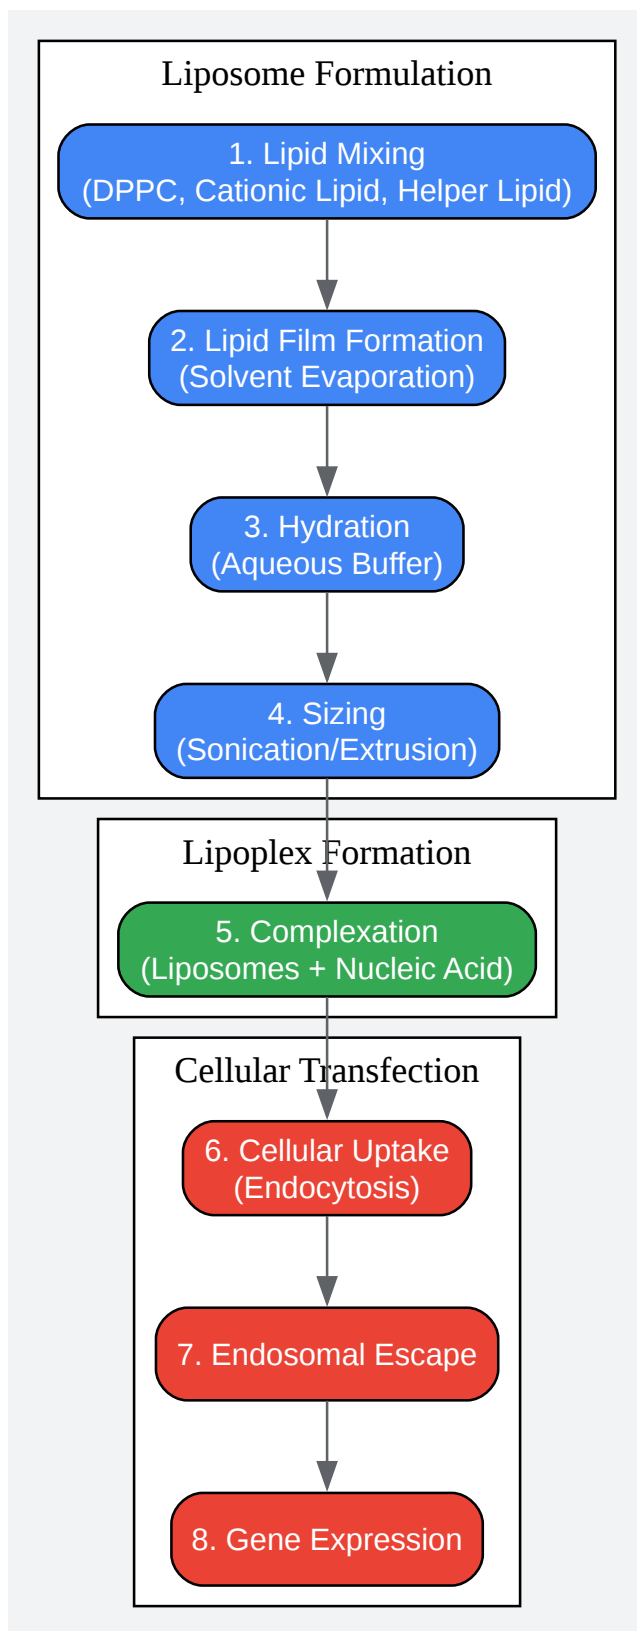 Liposome Formulation
1. Lipid Mixing
(DPPC, Cationic Lipid, Helper Lipid)
2. Lipid Film Formation
(Solvent Evaporation)
3. Hydration
(Aqueous Buffer)
4. Sizing
(Sonication/Extrusion)
Lipoplex Formation
5. Complexation
(Liposomes + Nucleic Acid)
Cellular Transfection
6. Cellular Uptake
(Endocytosis)
7. Endosomal Escape
8. Gene Expression